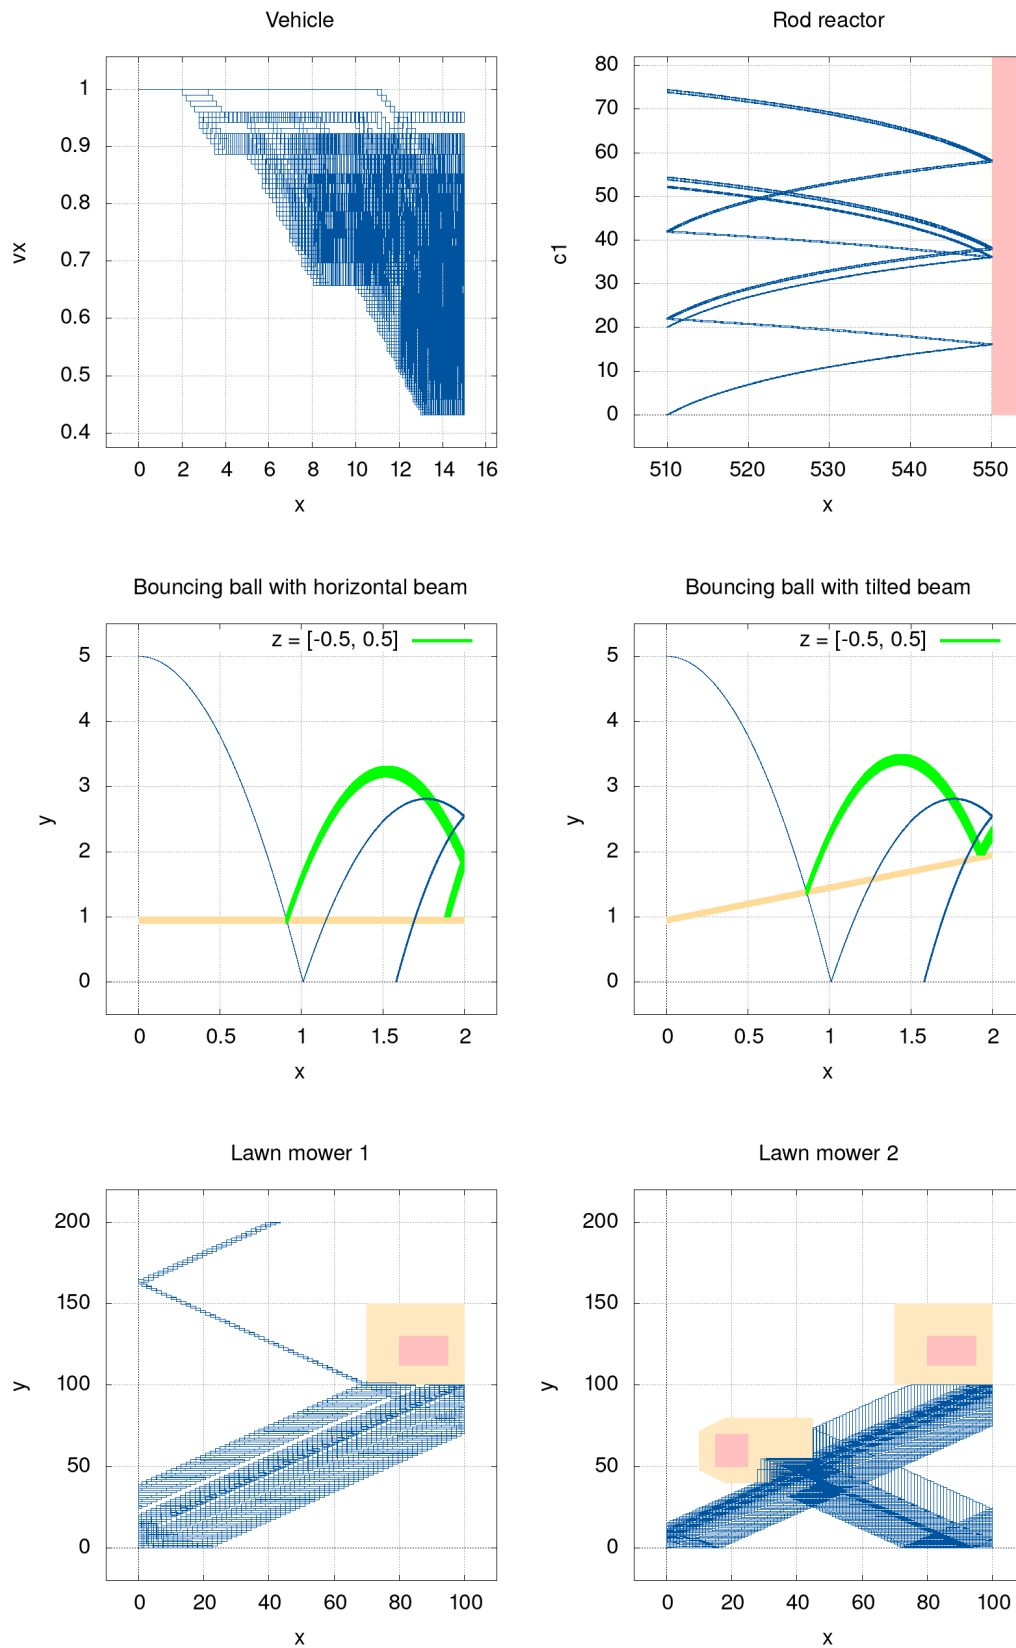 Vehicle
1
0.9
0.8
0.7
0.6
0.5
0.4
vx
0 2 4 6 8 10 12 14 16
x
Rod reactor
80
70
60
50
40
30
20
10
0
c1
510 520 530 540 550
x
Bouncing ball with horizontal beam
z = [-0.5, 0.5]
5
4
3
2
1
0
y
0 0.5 1 1.5 2
x
Bouncing ball with tilted beam
z = [-0.5, 0.5]
5
4
3
2
1
0
y
0 0.5 1 1.5 2
x
Lawn mower 1
200
150
100
50
0
y
0 20 40 60 80 100
x
Lawn mower 2
200
150
100
50
0
y
0 20 40 60 80 100
x